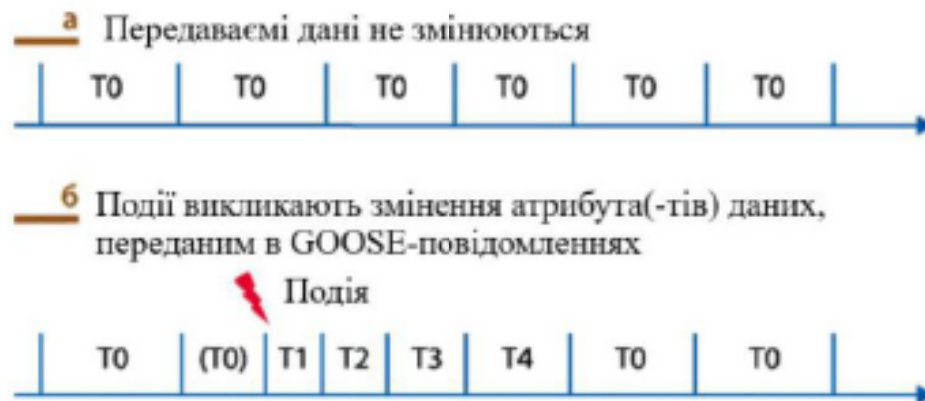 а Передаваємі дані не змінюються
T0 T0 T0 T0 T0 T0
б Події викликають змінення атрибута(-тів) даних,
переданим в GOOSE-повідомленнях
Подія
T0 (T0) T1 T2 T3 T4 T0 T0